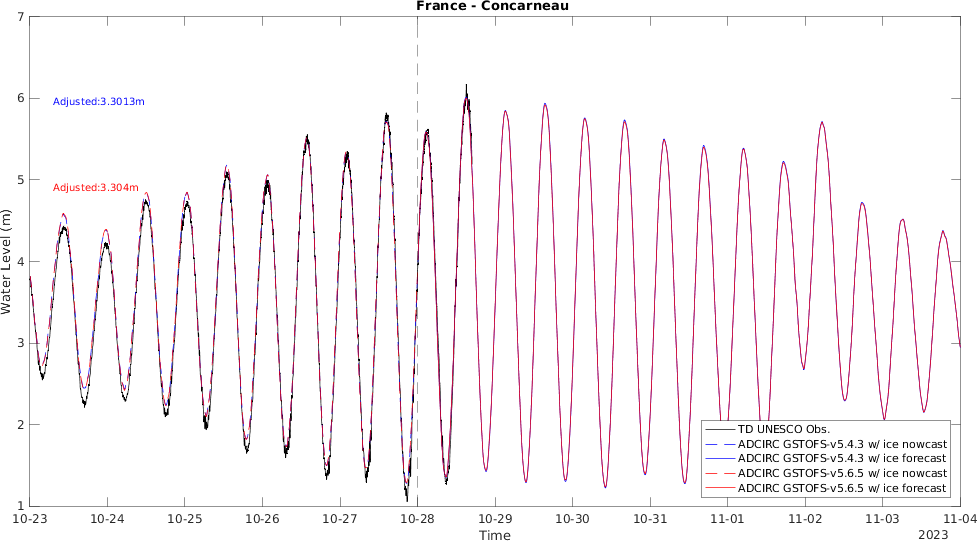 France - Concarneau
Water Level (m)
7
6
5
4
3
2
1
Adjusted:3.3013m
Adjusted:3.304m
TD UNESCO Obs.
ADCIRC GSTOFS-v5.4.3 w/ ice nowcast
ADCIRC GSTOFS-v5.4.3 w/ ice forecast
ADCIRC GSTOFS-v5.6.5 w/ ice nowcast
ADCIRC GSTOFS-v5.6.5 w/ ice forecast
10-23 10-24 10-25 10-26 10-27 10-28 10-29 10-30 10-31 11-01 11-02 11-03 11-04
Time
2023